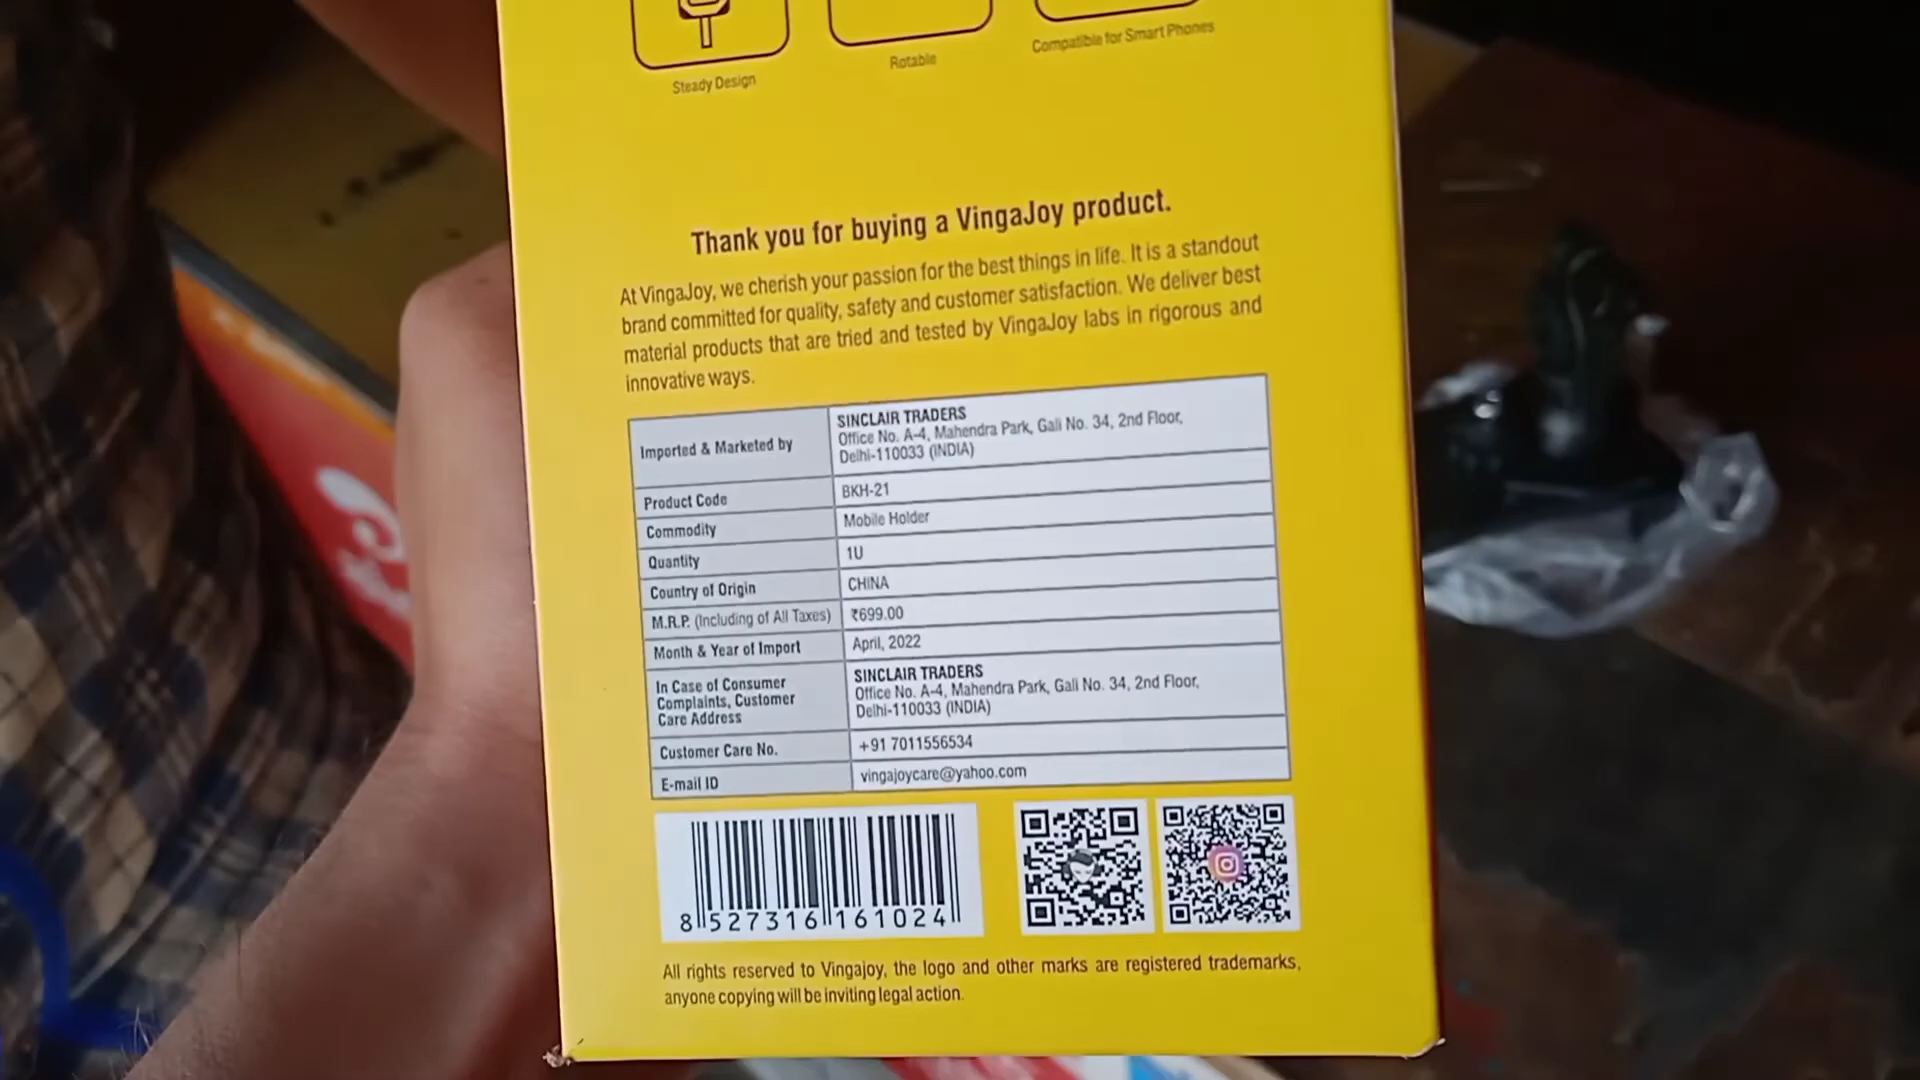 Steady Design
Rotable
Compatible for Smart Phones
Thank you for buying a VingaJoy product.
At VingaJoy, we cherish your passion for the best things in life. It is a standout
brand committed for quality, safety and customer satisfaction. We deliver best
material products that are tried and tested by VingaJoy labs in rigorous and
innovative ways.
Imported & Marketed by
SINCLAIR TRADERS
Office No. A-4, Mahendra Park, Gali No. 34, 2nd Floor,
Delhi-110033 (INDIA)
Product Code
BKH-21
Commodity
Mobile Holder
Quantity
1U
Country of Origin
CHINA
M.R.P. (Including of All Taxes)
₹699.00
Month & Year of Import
April, 2022
In Case of Consumer
Complaints, Customer
Care Address
SINCLAIR TRADERS
Office No. A-4, Mahendra Park, Gali No. 34, 2nd Floor,
Delhi-110033 (INDIA)
Customer Care No.
+91 7011556534
E-mail ID
vingajoycare@yahoo.com
8 527316 161024
All rights reserved to Vingajoy, the logo and other marks are registered trademarks,
anyone copying will be inviting legal action.